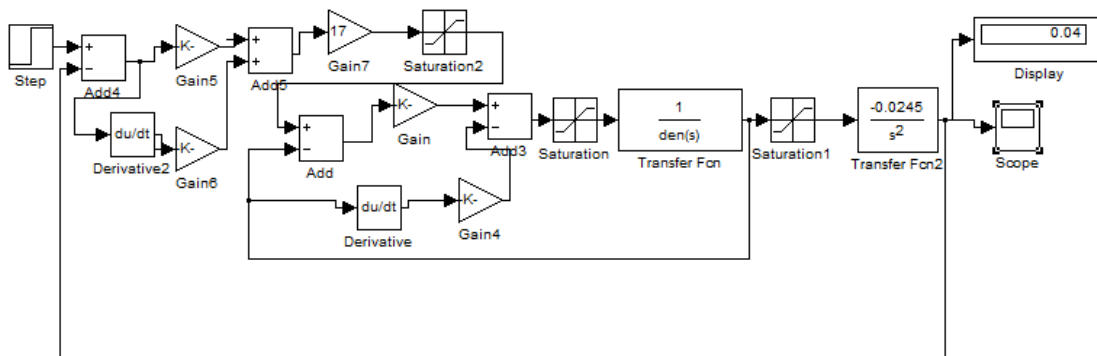 0.04
Display
17
Gain7
Saturation2
+
−
Step
Add4
K-
Gain5
+
+
Add5
du/dt
Derivative2
K-
Gain6
+
−
Add
K-
Gain
+
−
Add3
Saturation
1
den(s)
Transfer Fcn
Saturation1
-0.0245
s2
Transfer Fcn2
Scope
du/dt
Derivative
K-
Gain4